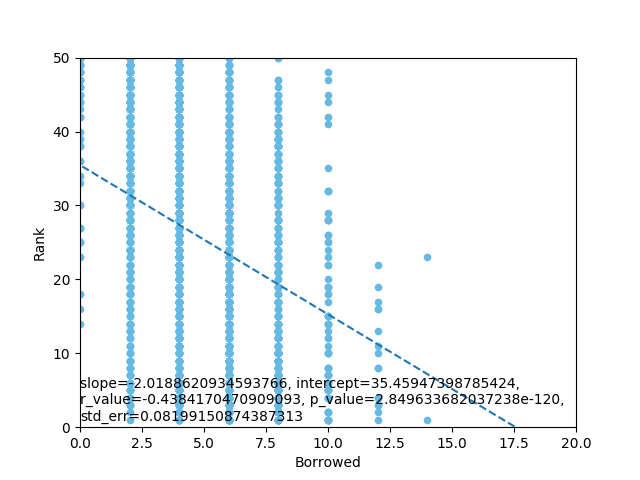 50
40
30
20
10
0
Rank
slope=-2.0188620934593766, intercept=35.45947398785424,
r_value=-0.4384170470909093, p_value=2.849633682037238e-120,
std_err=0.08199150874387313
0.0 2.5 5.0 7.5 10.0 12.5 15.0 17.5 20.0
Borrowed